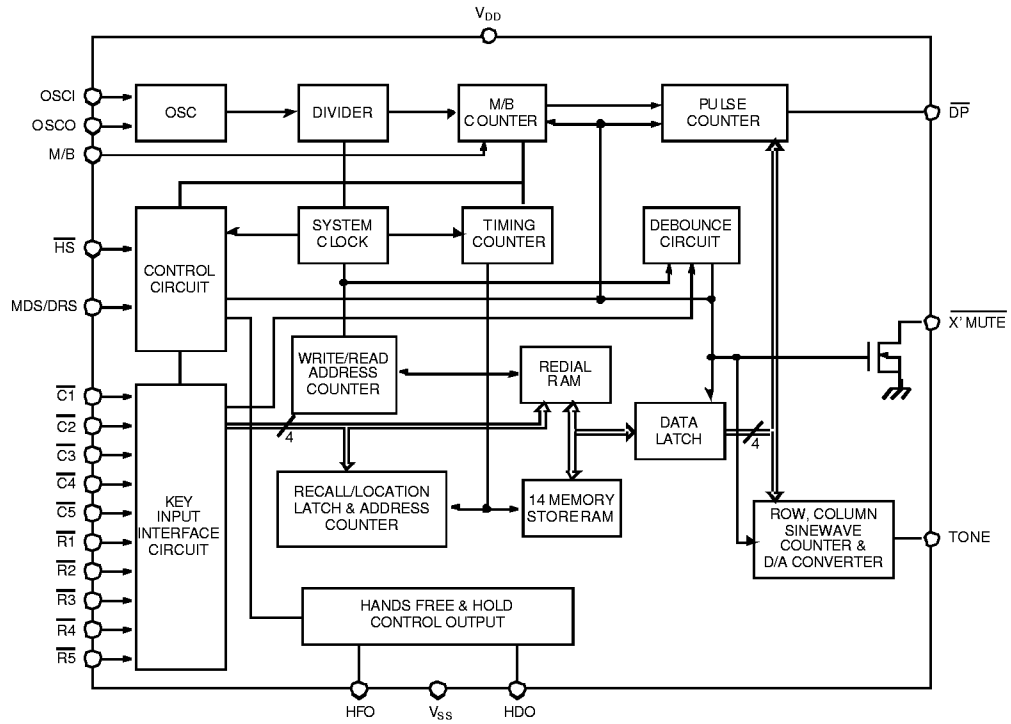 VDD
OSCI
OSCO
M/B
OSC
DIVIDER
M/B
COUNTER
PULSE
COUNTER
DP
HS
MDS/DRS
CONTROL
CIRCUIT
SYSTEM
CLOCK
TIMING
COUNTER
DEBOUNCE
CIRCUIT
X' MUTE
WRITE/READ
ADDRESS
COUNTER
REDIAL
RAM
DATA
LATCH
4
4
C1
C2
C3
C4
C5
R1
R2
R3
R4
R5
KEY
INPUT
INTERFACE
CIRCUIT
RECALL/LOCATION
LATCH & ADDRESS
COUNTER
14 MEMORY
STORE RAM
ROW, COLUMN
SINEWAVE
COUNTER &
D/A CONVERTER
TONE
HANDS FREE & HOLD
CONTROL OUTPUT
HFO
VSS
HDO